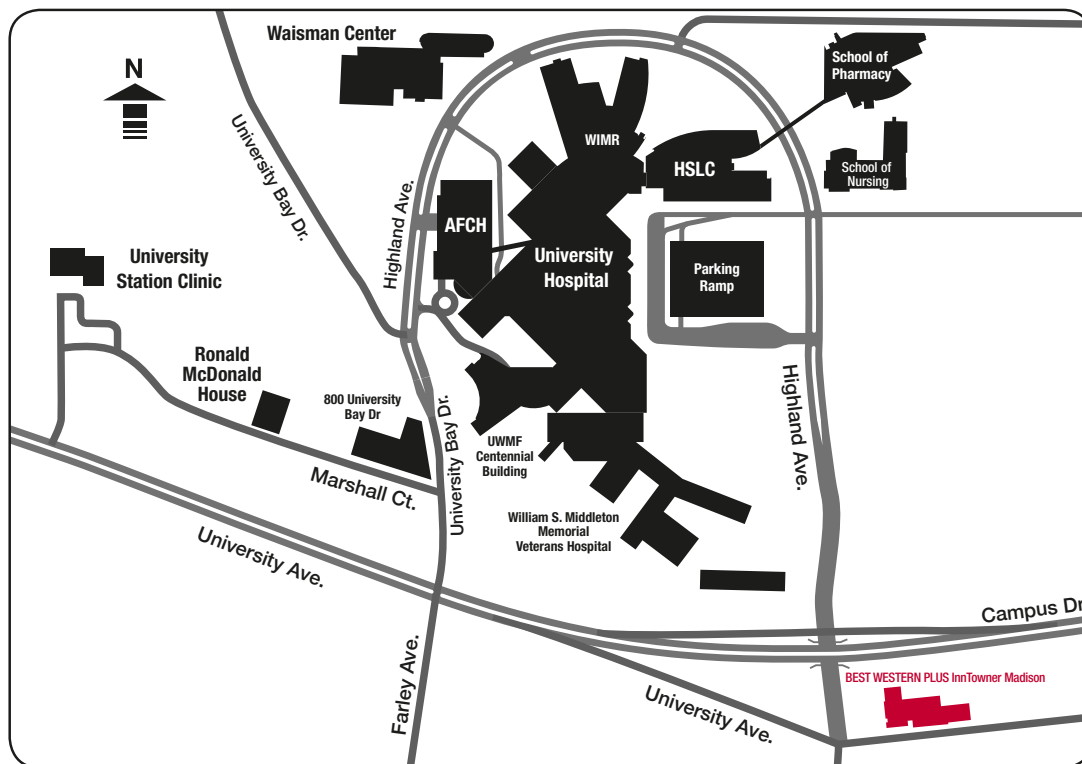 Waisman Center
School of
Pharmacy
N
WIMR
University Bay Dr.
HSLC
School of
Nursing
Highland Ave.
AFCH
University
Station Clinic
University
Hospital
Parking
Ramp
Ronald
McDonald
House
800 University
Bay Dr
University Bay Dr.
Highland Ave.
UWMF
Centennial
Building
Marshall Ct.
William S. Middleton
Memorial
Veterans Hospital
University Ave.
Campus Dr
Farley Ave.
BEST WESTERN PLUS InnTowner Madison
University Ave.